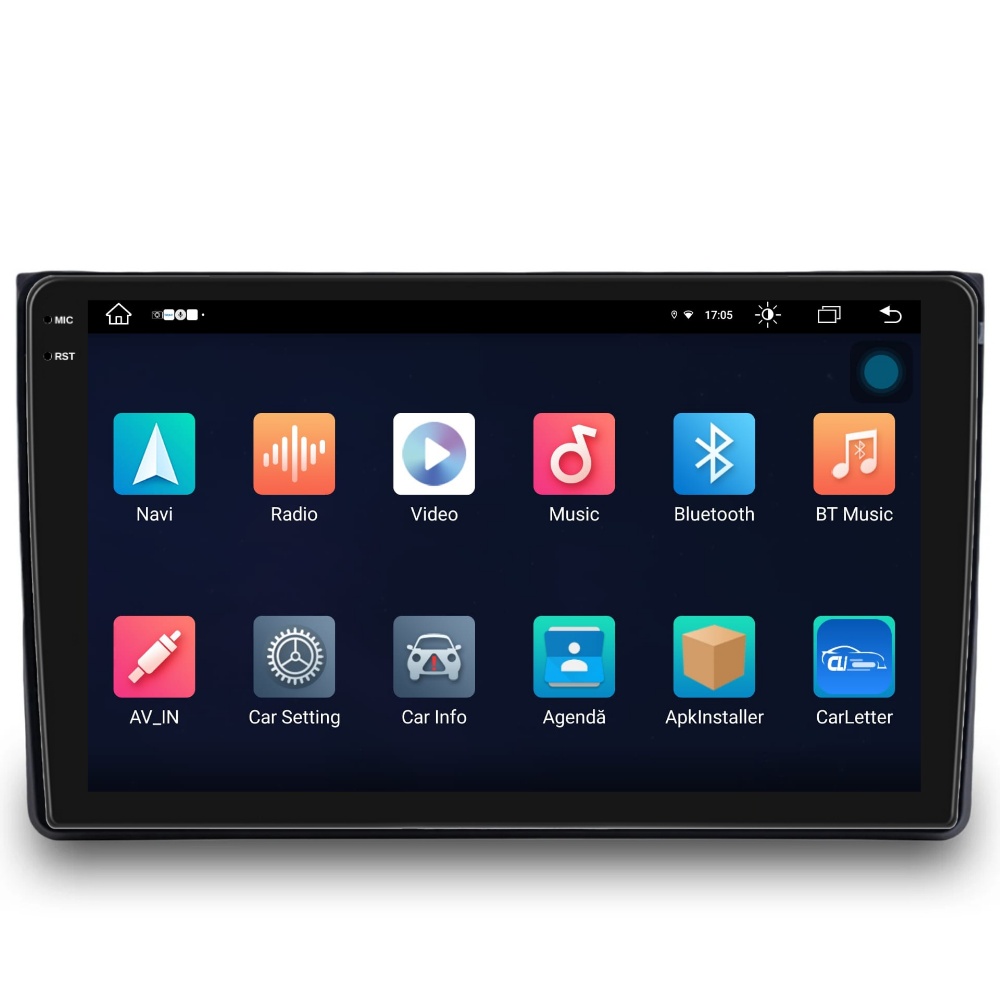 MIC
17:05
RST
Navi
Radio
Video
Music
Bluetooth
BT Music
AV_IN
Car Setting
Car Info
Agendă
ApkInstaller
CarLetter